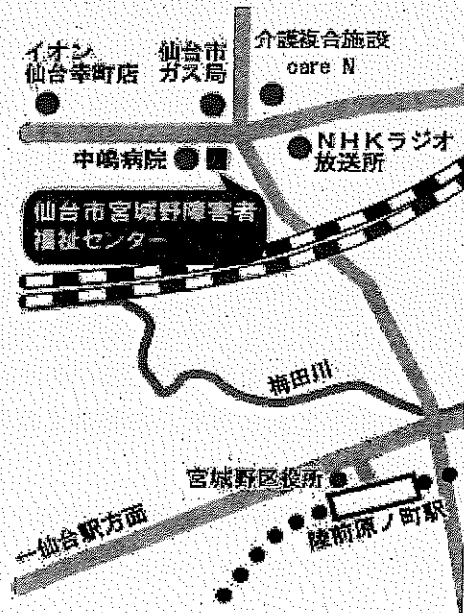 イオン
仙台幸町店
仙台市
ガス局
介護複合施設
care N
中嶋病院
NHKラジオ
放送所
仙台市宮城野障害者
福祉センター
梅田川
宮城野区役所
陸前原ノ町駅
←仙台駅方面